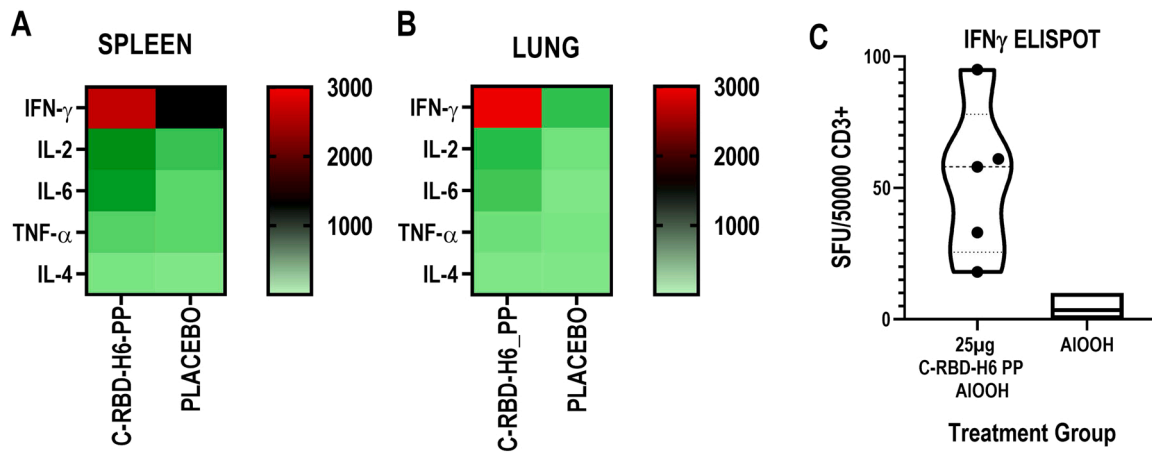 A
SPLEEN
IFN-γ
IL-2
IL-6
TNF-α
IL-4
C-RBD-H6-PP
PLACEBO
3000
2000
1000
B
LUNG
IFN-γ
IL-2
IL-6
TNF-α
IL-4
C-RBD-H6_PP
PLACEBO
3000
2000
1000
C
IFNγ ELISPOT
SFU/50000 CD3+
100
50
0
25µg
C-RBD-H6 PP
AlOOH
AlOOH
Treatment Group